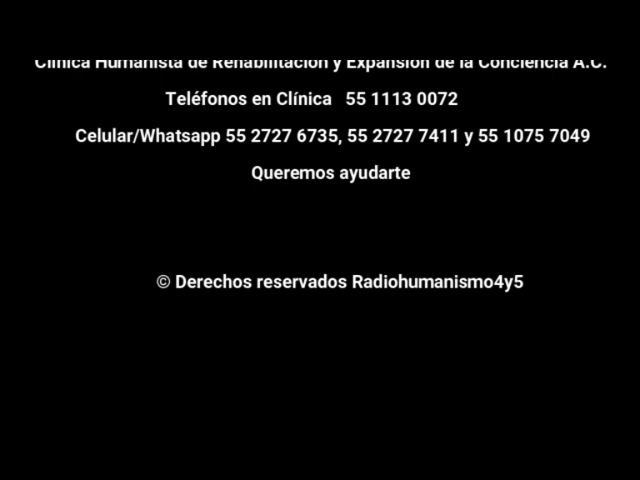 Clínica Humanista de Rehabilitación y Expansión de la Conciencia A.C.
Teléfonos en Clínica 55 1113 0072
Celular/Whatsapp 55 2727 6735, 55 2727 7411 y 55 1075 7049
Queremos ayudarte
© Derechos reservados Radiohumanismo4y5